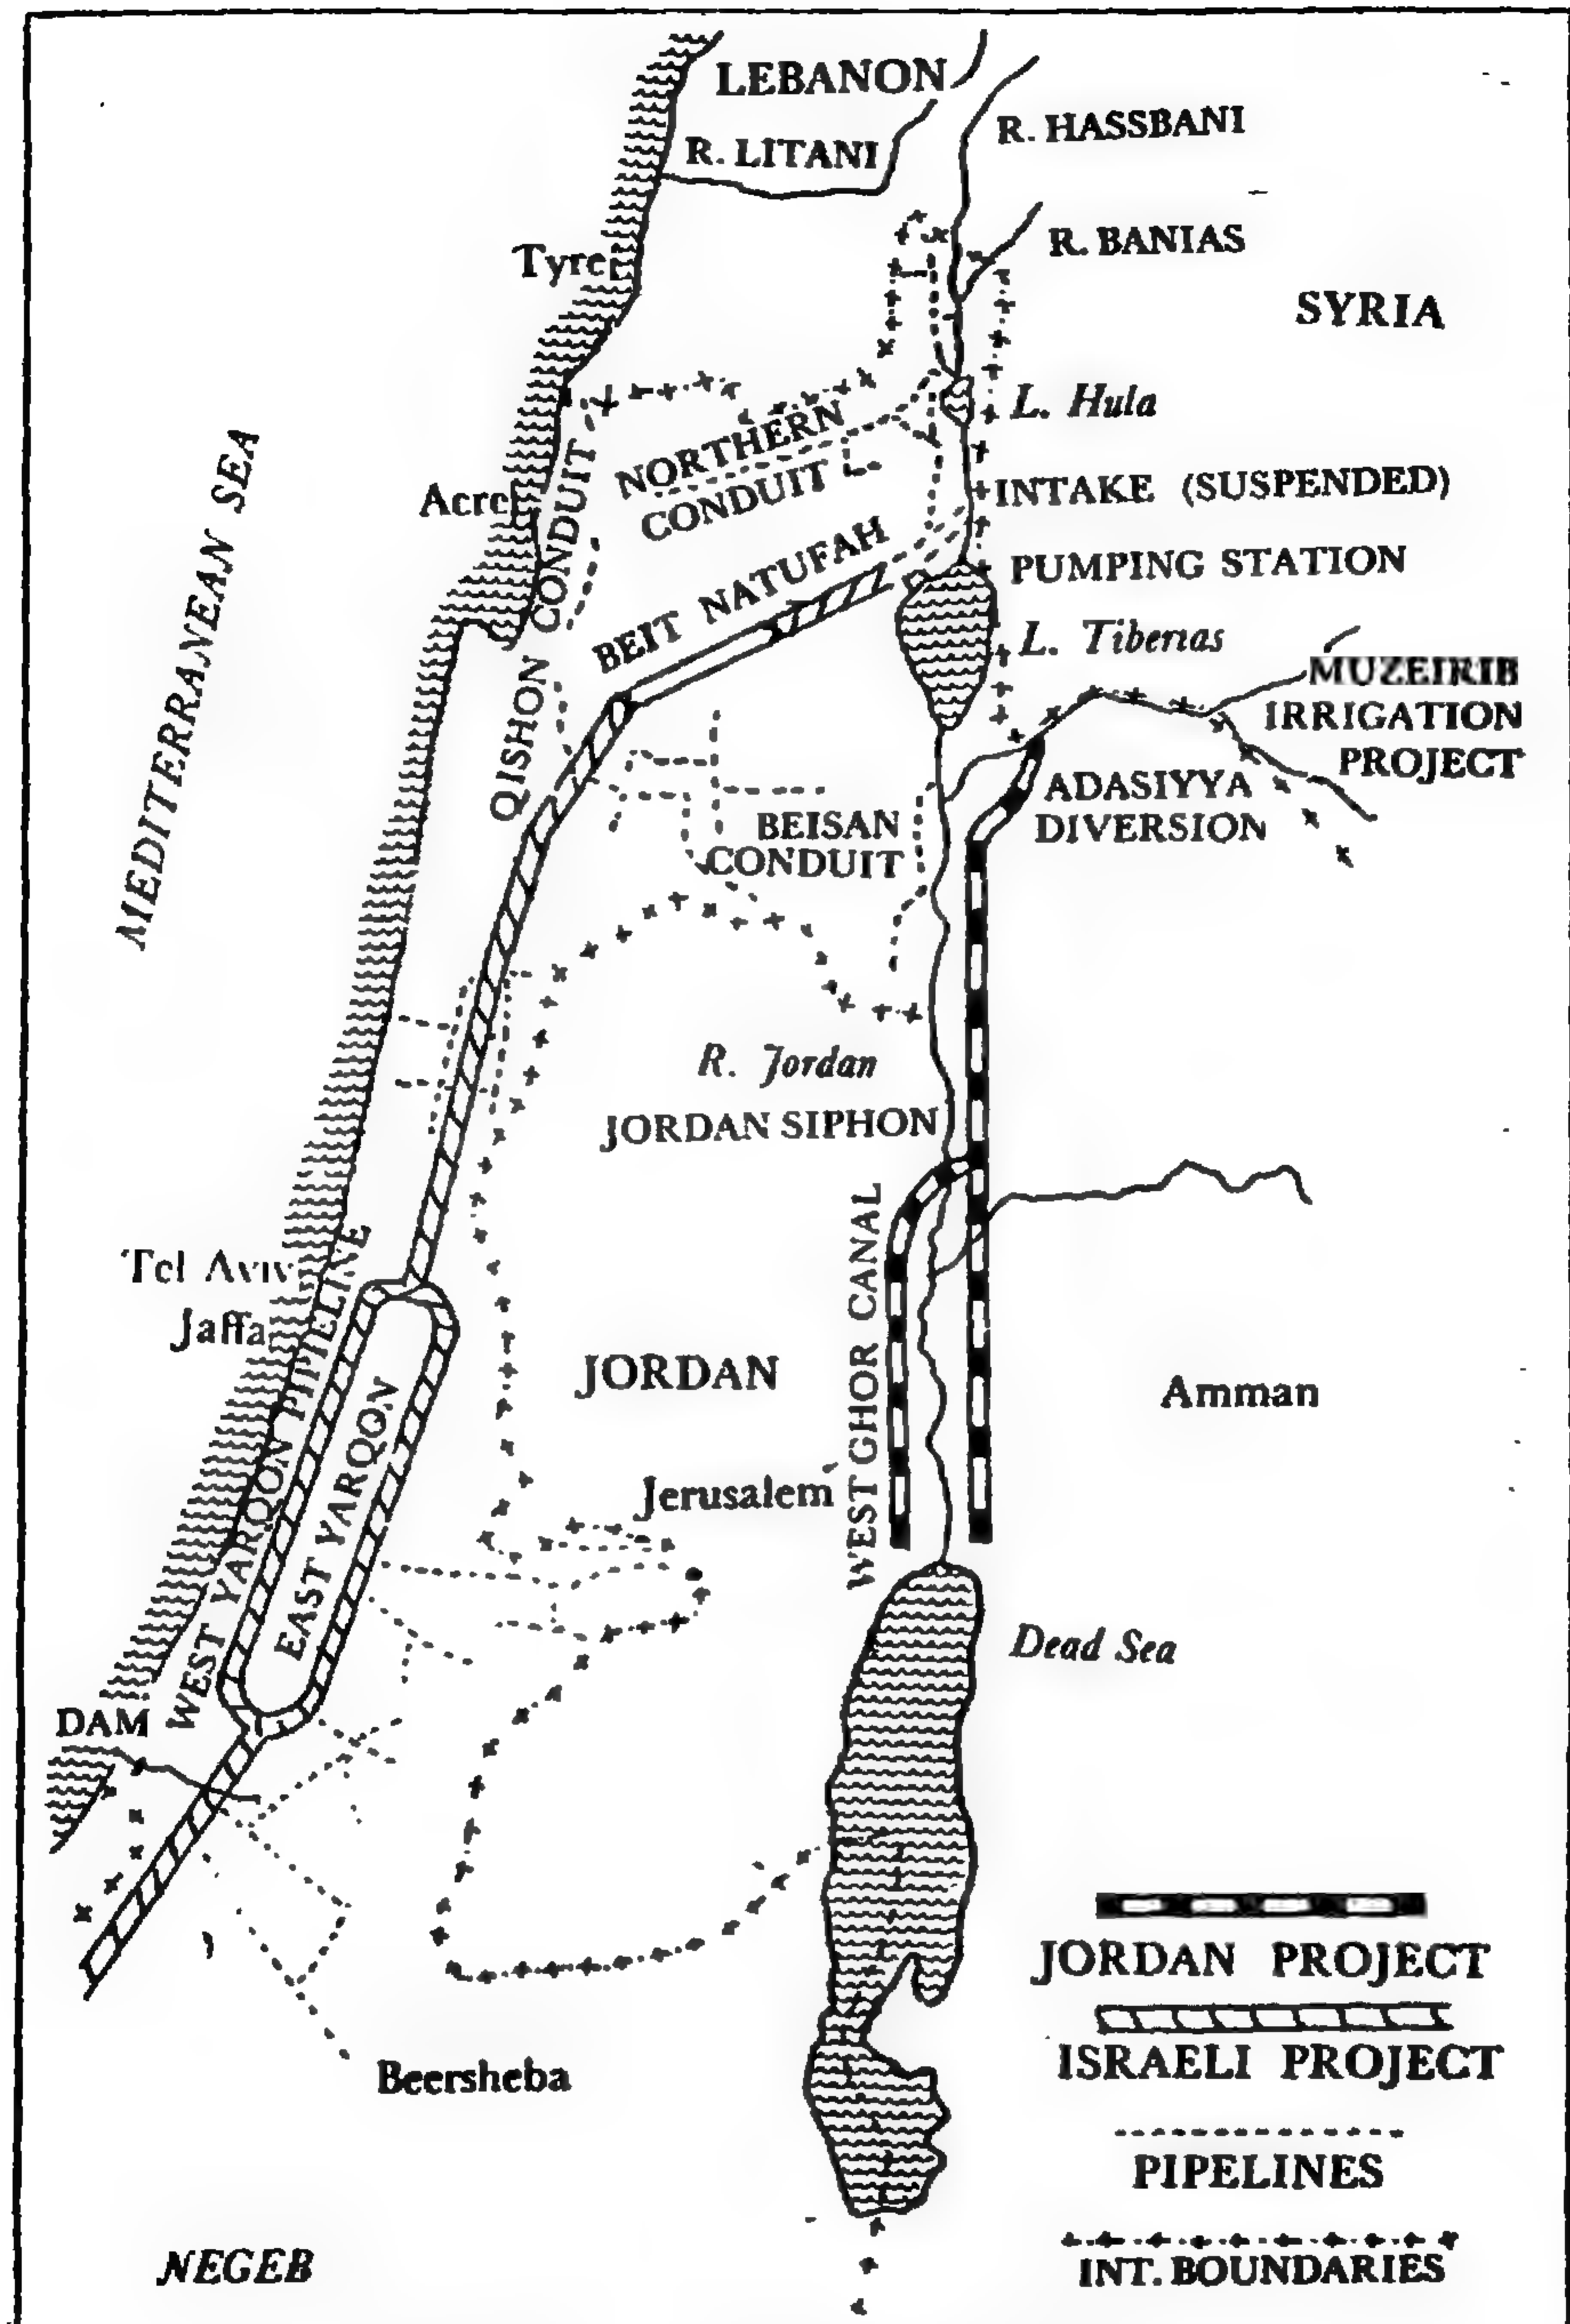 LEBANON
R. HASSBANI
R. LITANI
R. BANIAS
Tyre
SYRIA
L. Hula
NORTHERN
CONDUIT
Acre
INTAKE (SUSPENDED)
MEDITERRANEAN SEA
QISHON CONDUIT
BEIT NATUFAH
PUMPING STATION
L. Tiberias
MUZEIRIB
IRRIGATION
PROJECT
ADASIYYA
DIVERSION
BEISAN
CONDUIT
R. Jordan
JORDAN SIPHON
Tel Aviv
Jaffa
WEST YARQON PIPIELINE
EAST YARQON
JORDAN
WEST GHOR CANAL
Amman
Jerusalem
Dead Sea
DAM
Beersheba
NEGEB
JORDAN PROJECT
ISRAELI PROJECT
PIPELINES
INT. BOUNDARIES